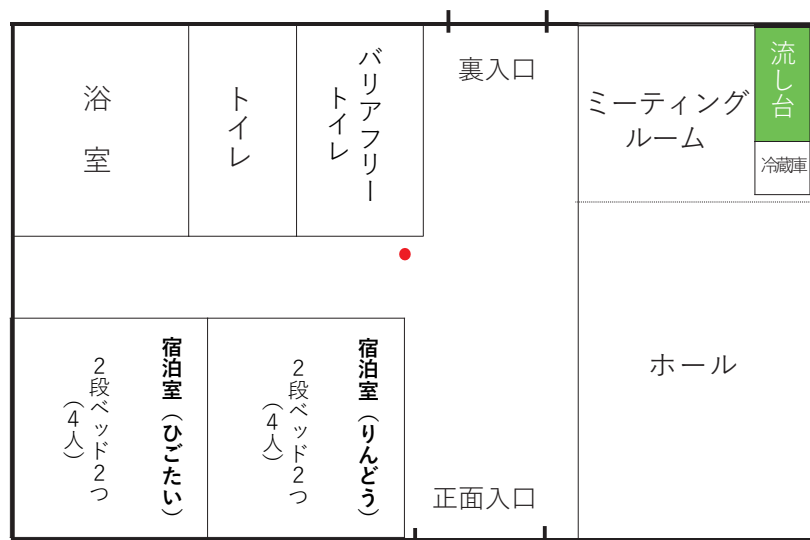 浴室
トイレ
バリアフリー
トイレ
裏入口
ミーティング
ルーム
流し台
冷蔵庫
宿泊室（ひごたい）
２段ベッド２つ
（４人）
宿泊室（りんどう）
２段ベッド２つ
（４人）
ホール
正面入口